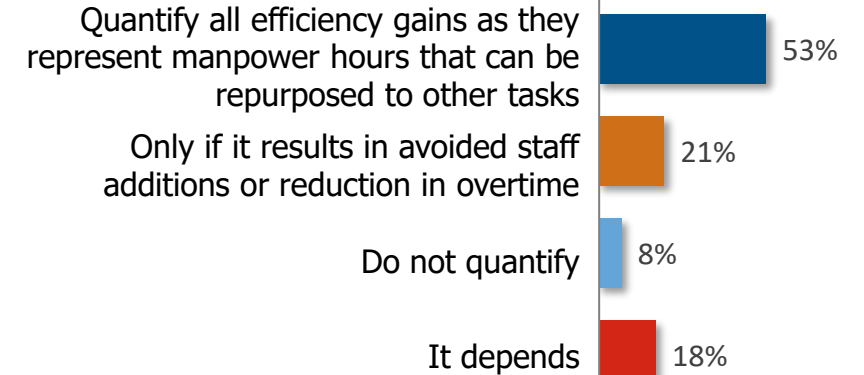 Quantify all efficiency gains as they
represent manpower hours that can be
repurposed to other tasks
53%
Only if it results in avoided staff
additions or reduction in overtime
21%
Do not quantify
8%
It depends
18%